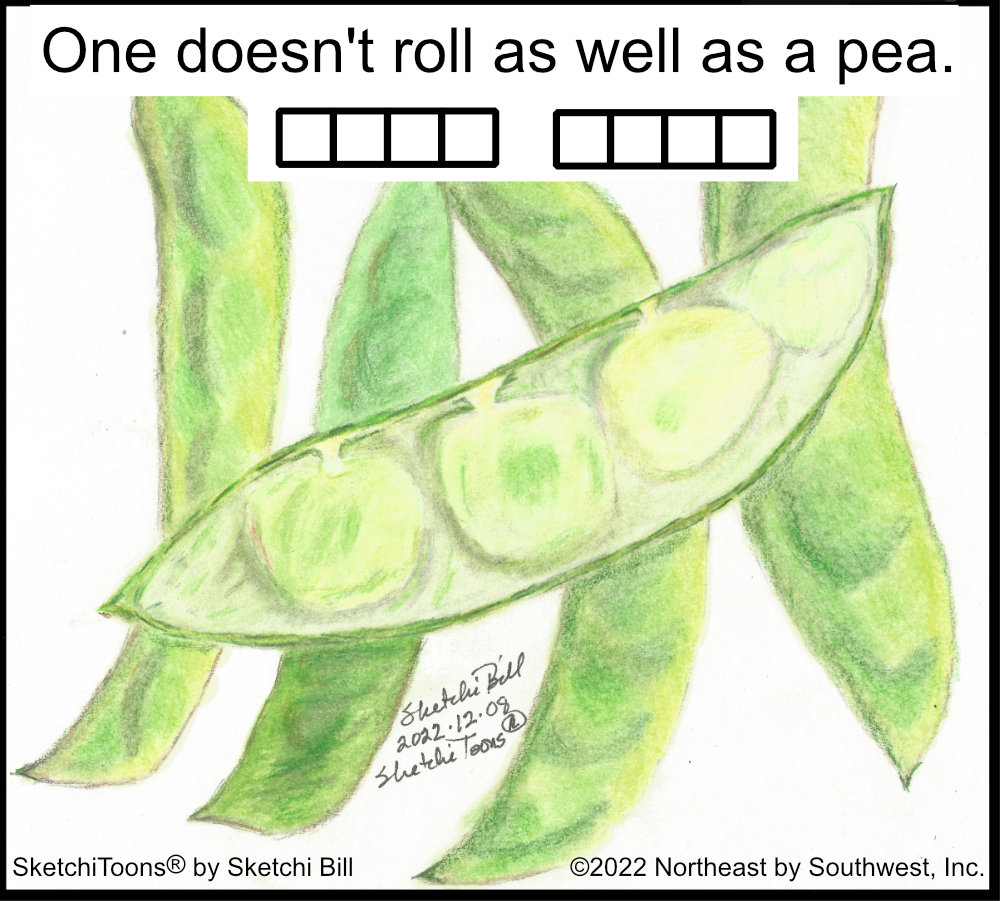 One doesn't roll as well as a pea.
Sketchi Bill
2022.12.08
SketchiToons®
SketchiToons® by Sketchi Bill
©2022 Northeast by Southwest, Inc.